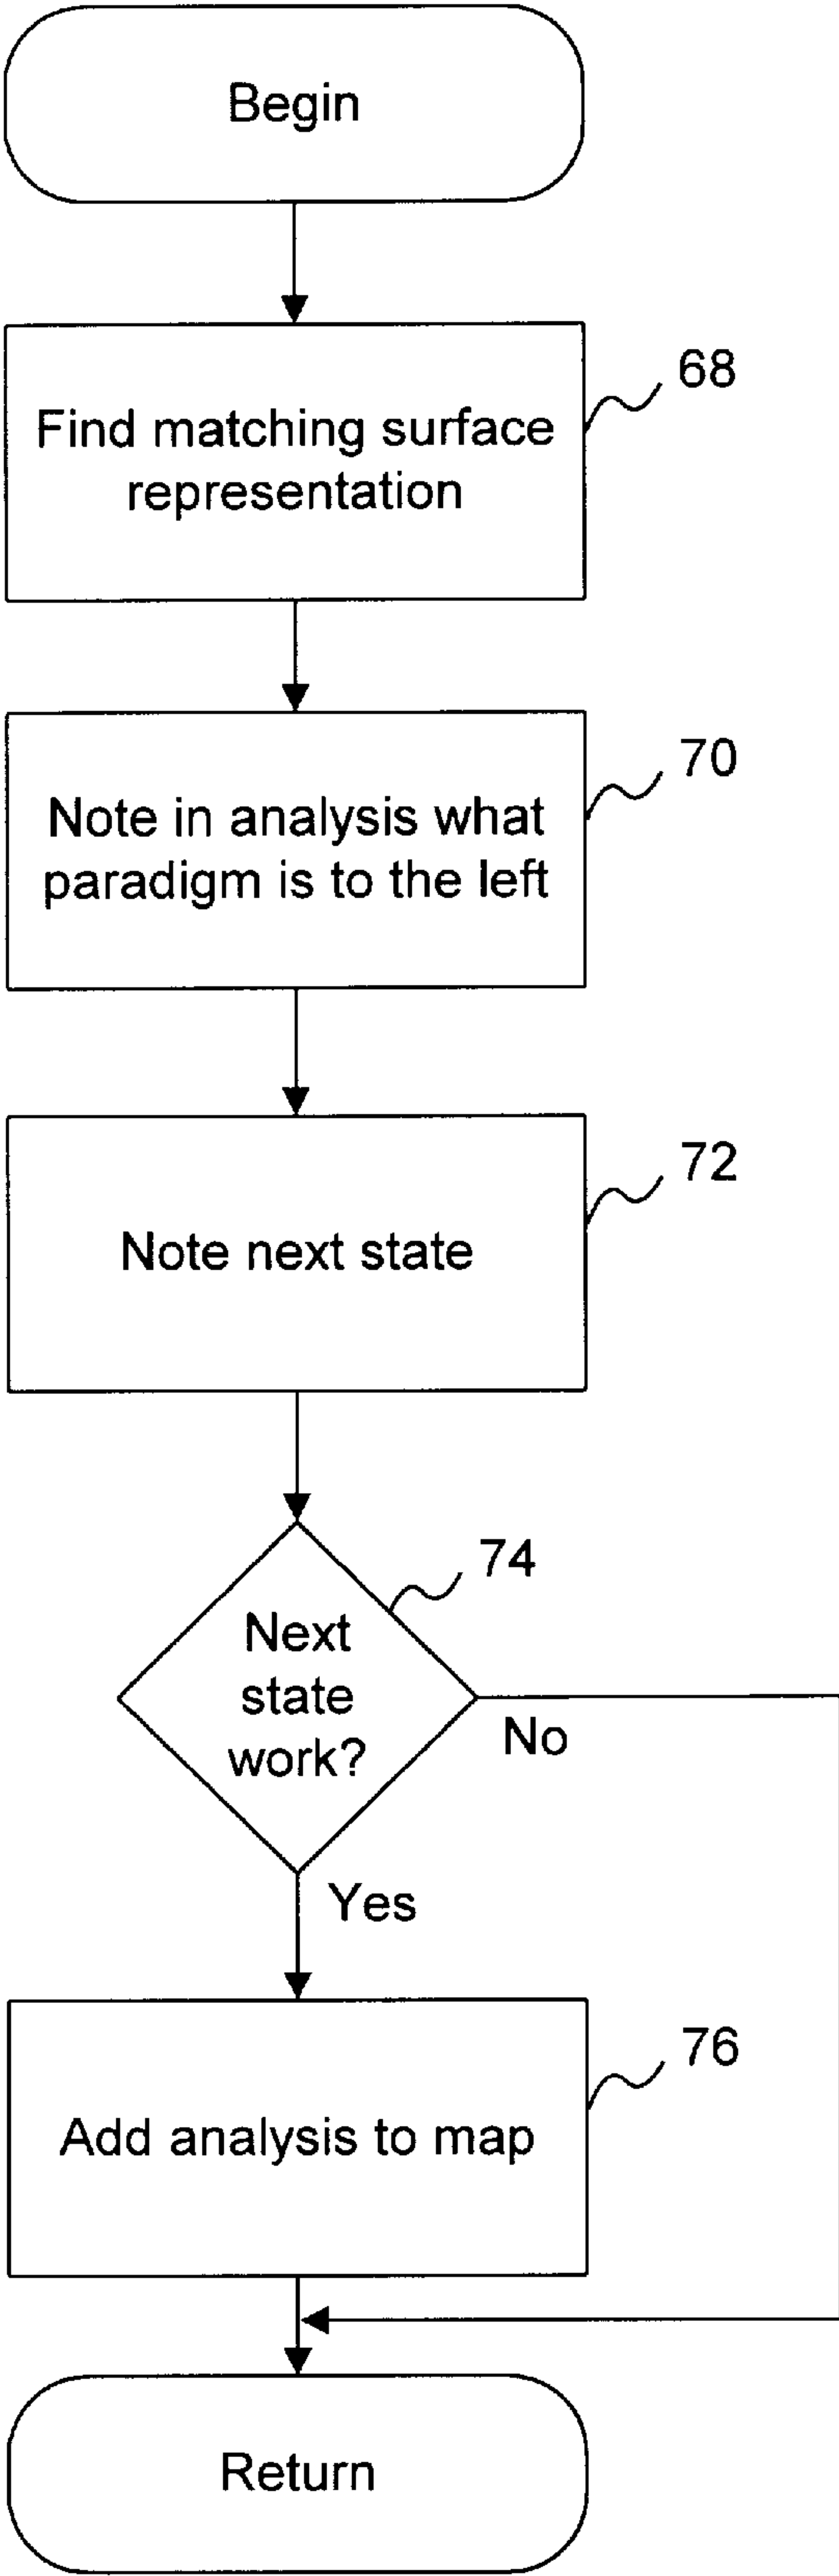 Begin
68
Find matching surface
representation
70
Note in analysis what
paradigm is to the left
72
Note next state
74
Next
state
work?
No
Yes
76
Add analysis to map
Return